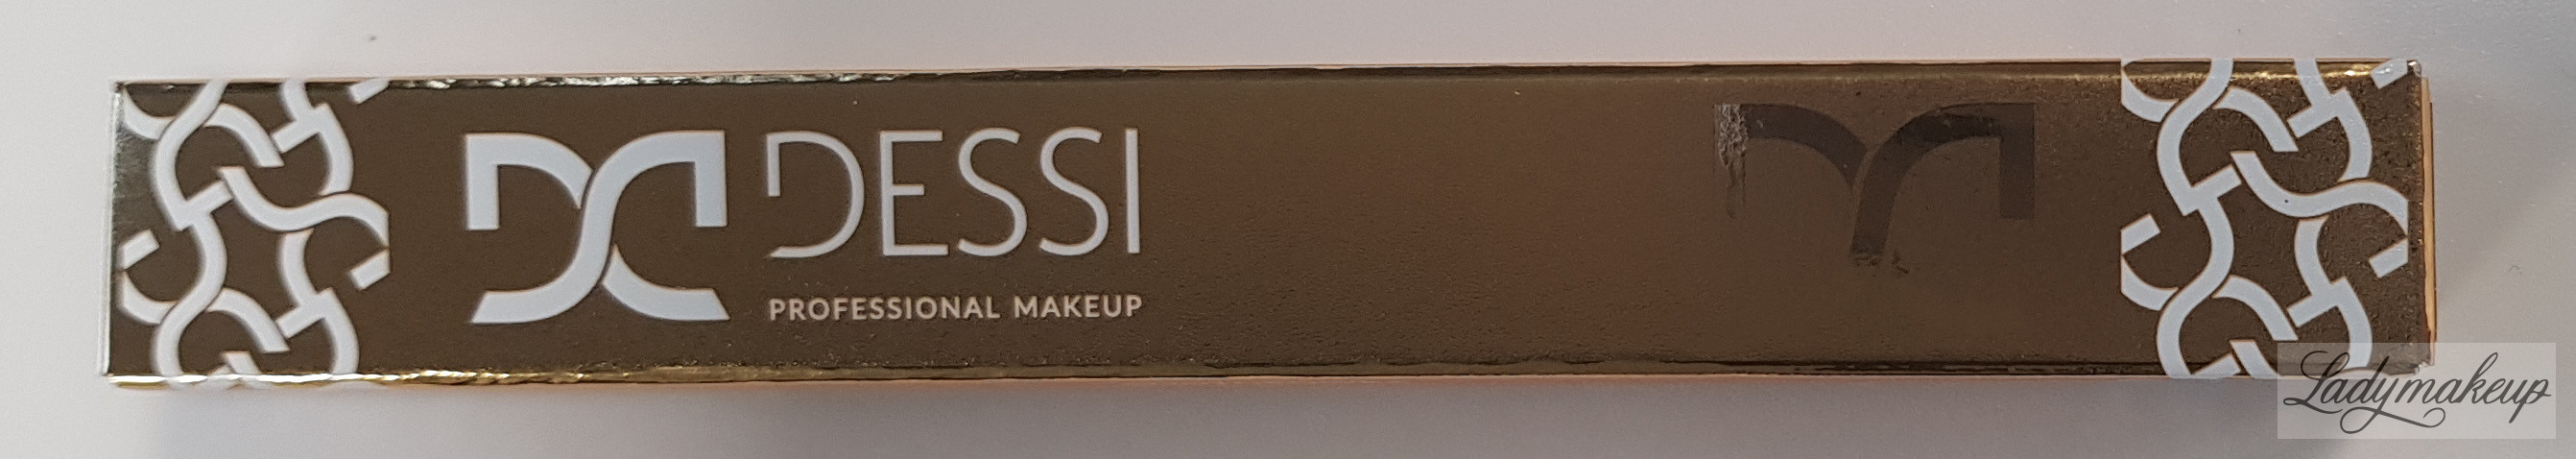 DESSI
PROFESSIONAL MAKEUP
Ladymakeup